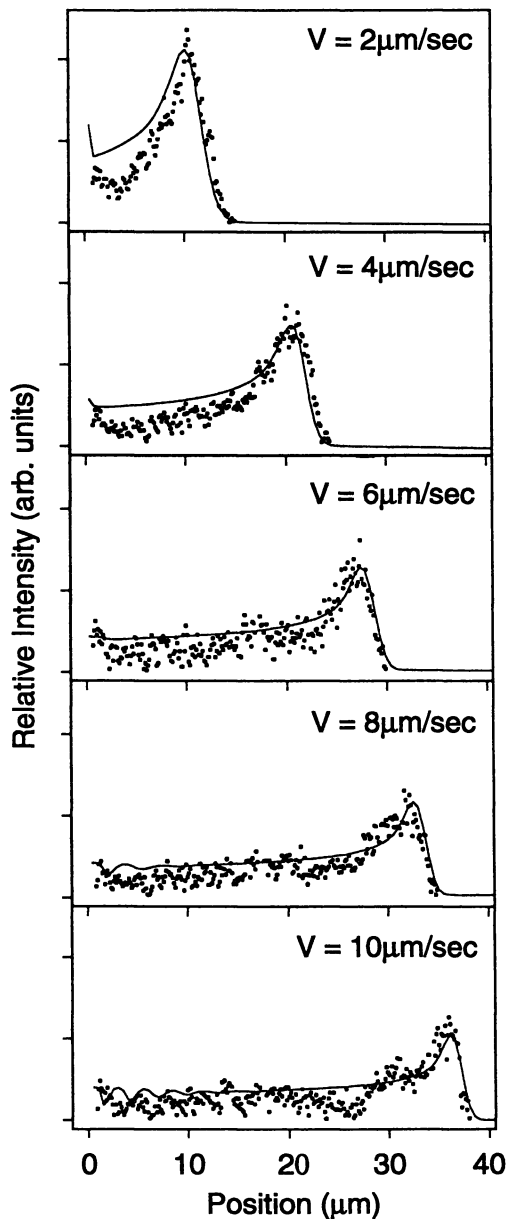 V = 2μm/sec
V = 4μm/sec
V = 6μm/sec
V = 8μm/sec
V = 10μm/sec
Relative Intensity (arb. units)
0 10 20 30 40
Position (μm)